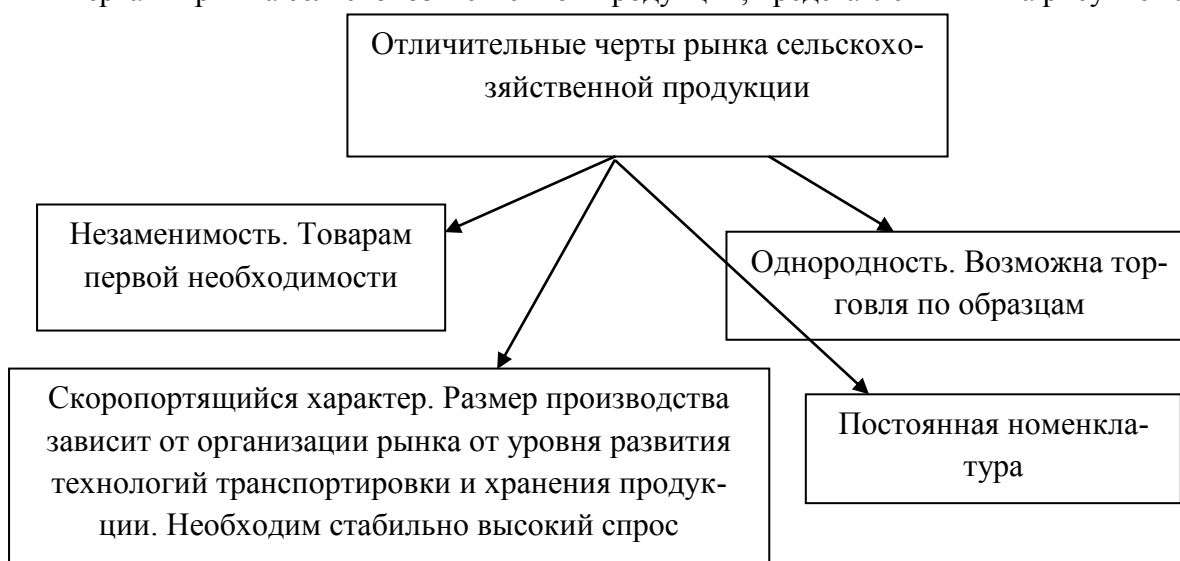 Отличительные черты рынка сельскохо-
зяйственной продукции
Незаменимость. Товарам
первой необходимости
Однородность. Возможна тор-
говля по образцам
Скоропортящийся характер. Размер производства
зависит от организации рынка от уровня развития
технологий транспортировки и хранения продук-
ции. Необходим стабильно высокий спрос
Постоянная номенкла-
тура